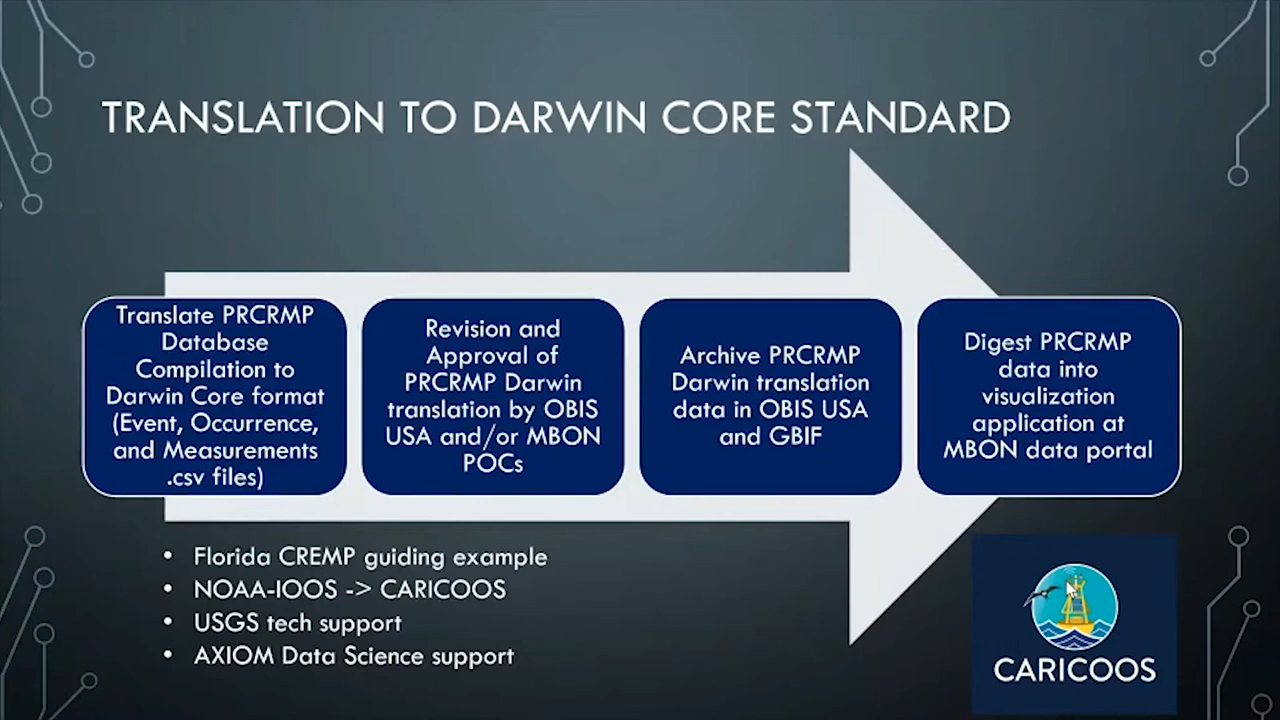 TRANSLATION TO DARWIN CORE STANDARD
Translate PRCRMP
Database
Compilation to
Darwin Core format
(Event, Occurrence,
and Measurements
.csv files)
Revision and
Approval of
PRCRMP Darwin
translation by OBIS
USA and/or MBON
POCs
Archive PRCRMP
Darwin translation
data in OBIS USA
and GBIF
Digest PRCRMP
data into
visualization
application at
MBON data portal
• Florida CREMP guiding example
• NOAA-IOOS -> CARICOOS
• USGS tech support
• AXIOM Data Science support
CARICOOS